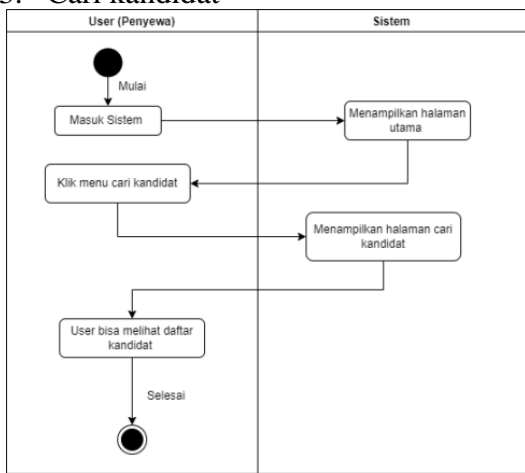 3. Cari kandidat
User (Penyewa)
Sistem
Mulai
Masuk Sistem
Menampilkan halaman
utama
Klik menu cari kandidat
Menampilkan halaman cari
kandidat
User bisa melihat daftar
kandidat
Selesai